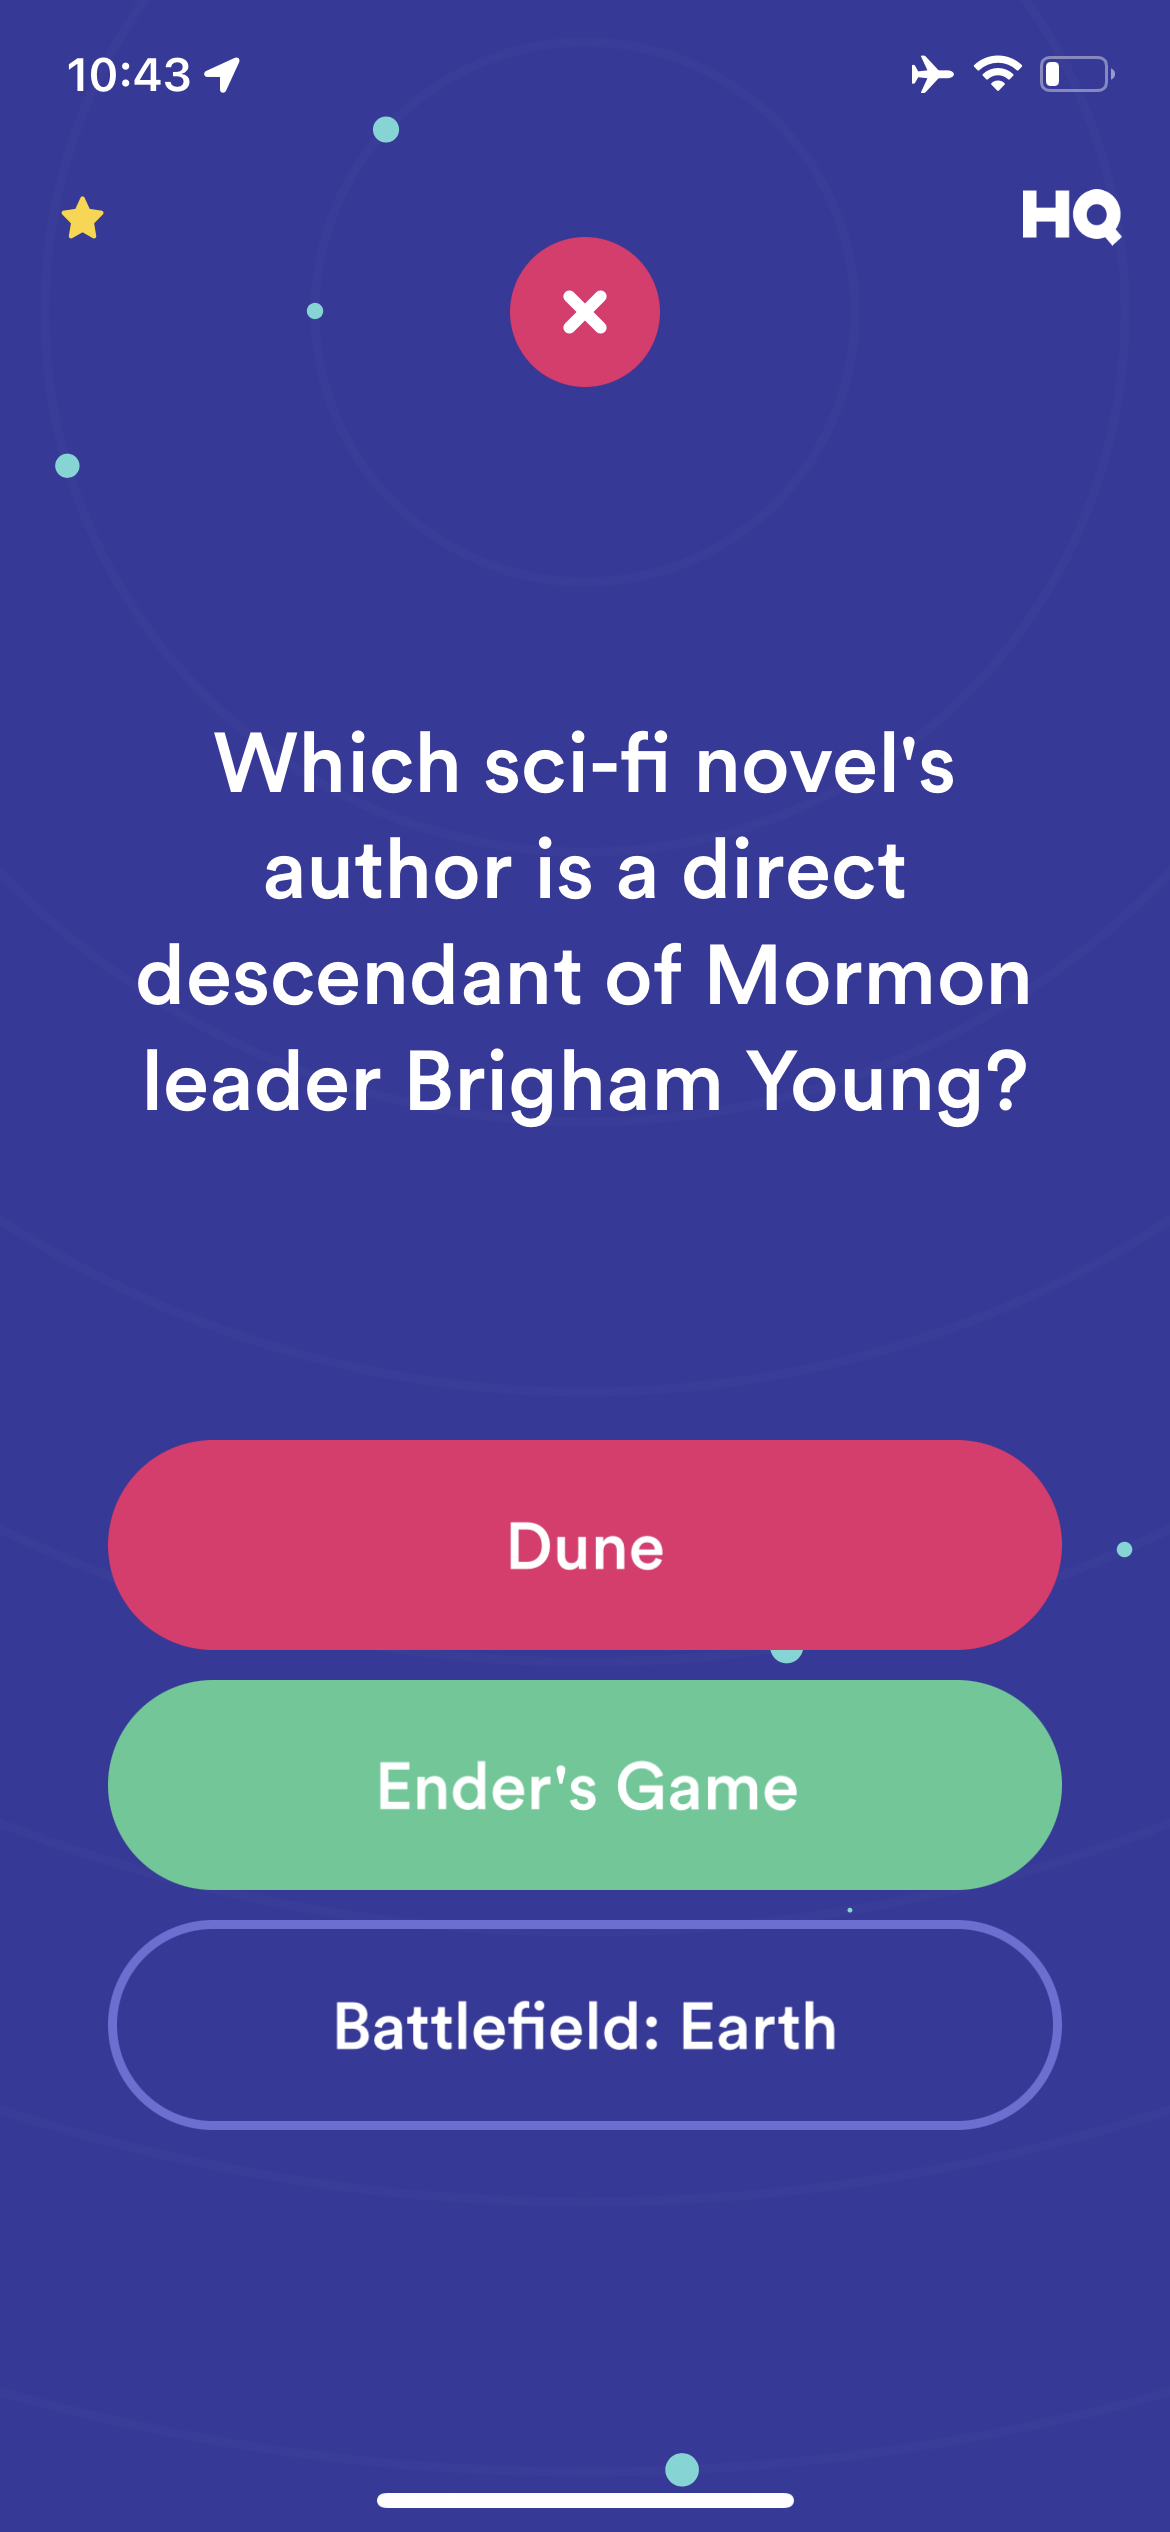 10:43
HQ
Which sci-fi novel's
author is a direct
descendant of Mormon
leader Brigham Young?
Dune
Ender's Game
Battlefield: Earth